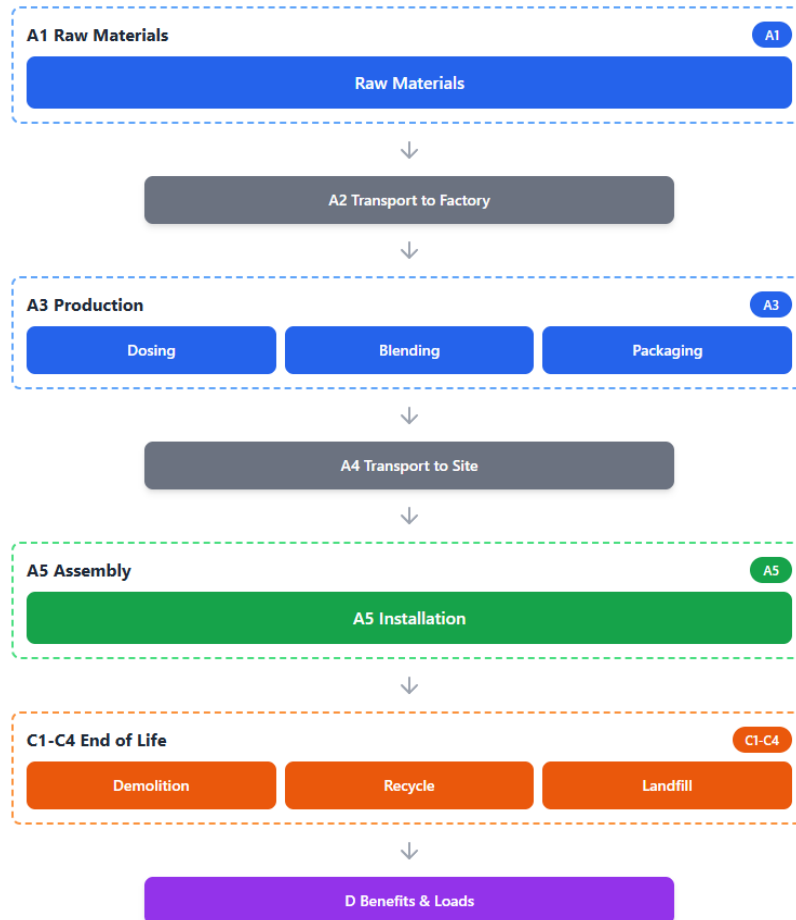 A1 Raw Materials
A1
Raw Materials
A2 Transport to Factory
A3 Production
A3
Dosing
Blending
Packaging
A4 Transport to Site
A5 Assembly
A5
A5 Installation
C1-C4 End of Life
C1-C4
Demolition
Recycle
Landfill
D Benefits & Loads